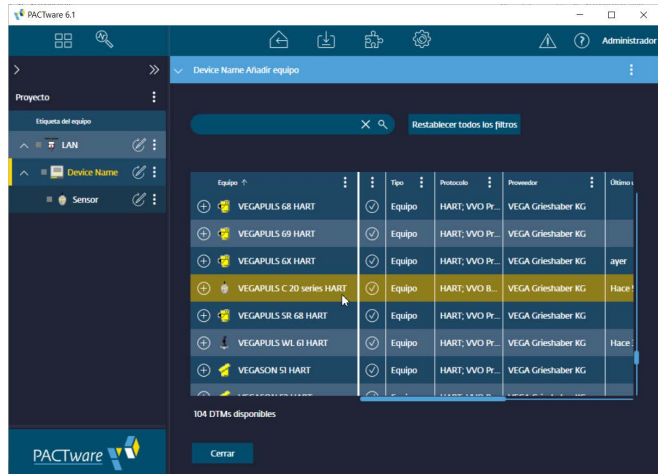 PACTware 6.1
Administrador
Device Name Añadir equipo
Proyecto
Etiqueta del equipo
LAN
Device Name
Sensor
Restablecer todos los filtros
Equipo Tipo Protocolo Proveedor Último u
VEGAPULS 68 HART Equipo HART; VVO Pr... VEGA Grieshaber KG
VEGAPULS 69 HART Equipo HART; VVO Pr... VEGA Grieshaber KG
VEGAPULS 6X HART Equipo HART; VVO Pr... VEGA Grieshaber KG ayer
VEGAPULS C 20 series HART Equipo HART; VVO B... VEGA Grieshaber KG Hace
VEGAPULS SR 68 HART Equipo HART; VVO Pr... VEGA Grieshaber KG
VEGAPULS WL 61 HART Equipo HART; VVO Pr... VEGA Grieshaber KG Hace
VEGASON 51 HART Equipo HART; VVO Pr... VEGA Grieshaber KG
104 DTMs disponibles
Cerrar
PACTware